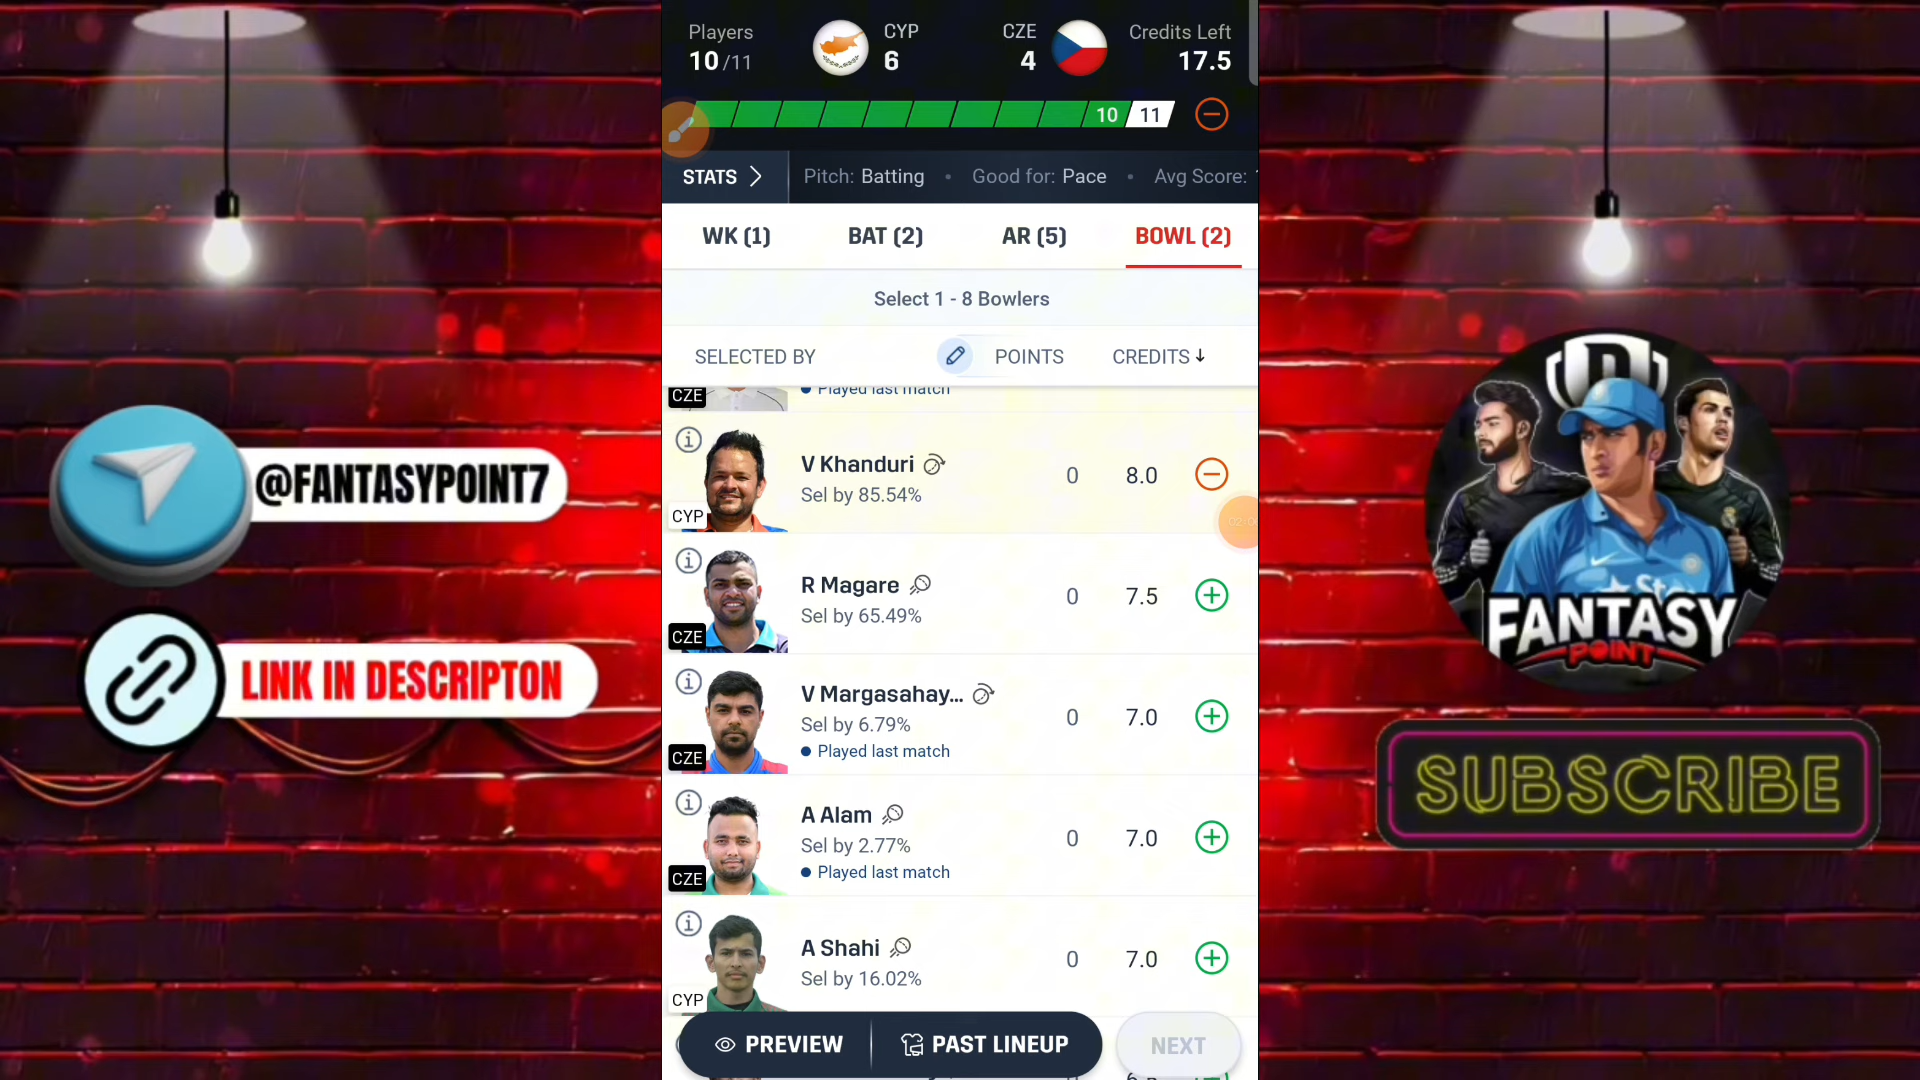 Players
10 /11
CYP
6
CZE
4
Credits Left
17.5
10
11
STATS
Pitch: Batting • Good for: Pace • Avg Score:
WK (1)
BAT (2)
AR (5)
BOWL (2)
Select 1 - 8 Bowlers
SELECTED BY
POINTS
CREDITS
CZE
Played last match
V Khanduri
Sel by 85.54%
CYP
0
8.0
R Magare
Sel by 65.49%
CZE
0
7.5
V Margasahay...
Sel by 6.79%
Played last match
CZE
0
7.0
A Alam
Sel by 2.77%
Played last match
CZE
0
7.0
A Shahi
Sel by 16.02%
CYP
0
7.0
PREVIEW
PAST LINEUP
NEXT
@FANTASYPOINT7
LINK IN DESCRIPTON
FANTASY
POINT
SUBSCRIBE